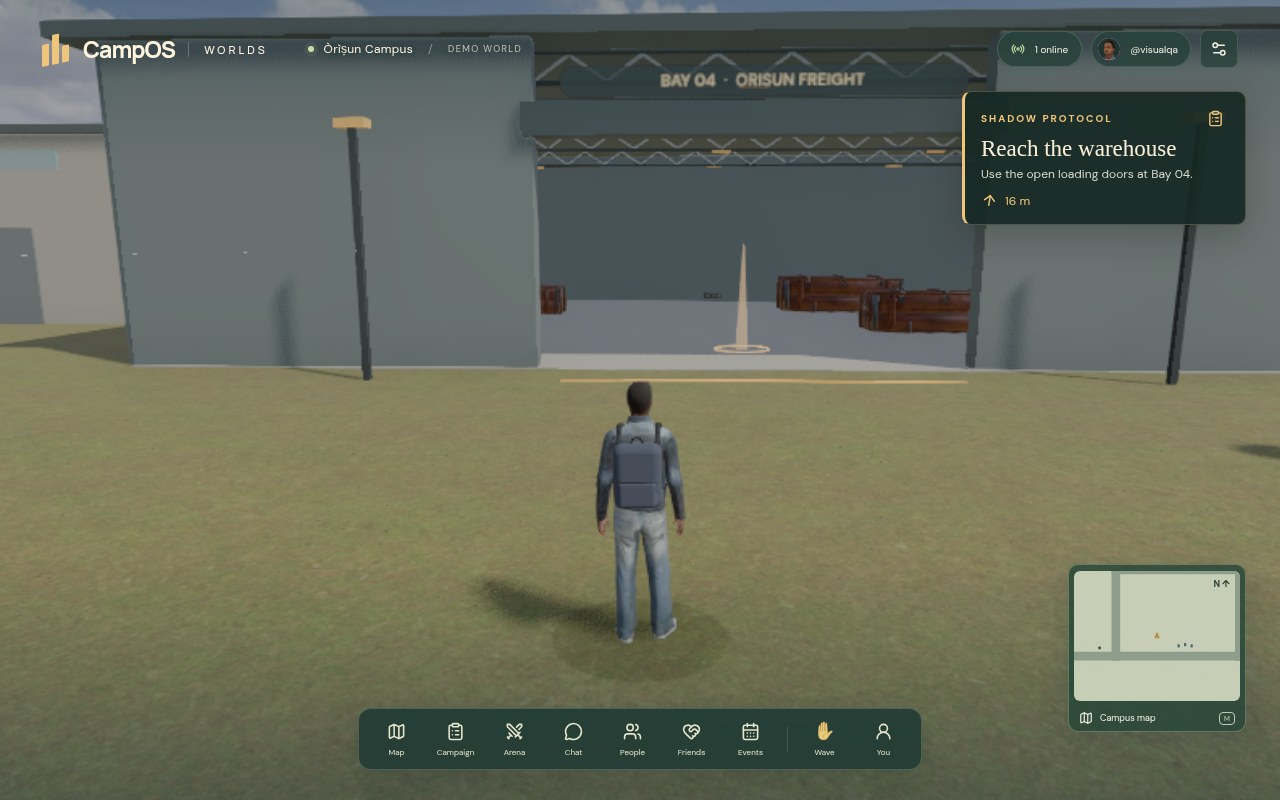 CampOS WORLDS Òrìṣun Campus / DEMO WORLD
1 online
@visualqa
BAY 04 · ORISUN FREIGHT
SHADOW PROTOCOL
Reach the warehouse
Use the open loading doors at Bay 04.
16 m
N
Campus map M
Map Campaign Arena Chat People Friends Events Wave You